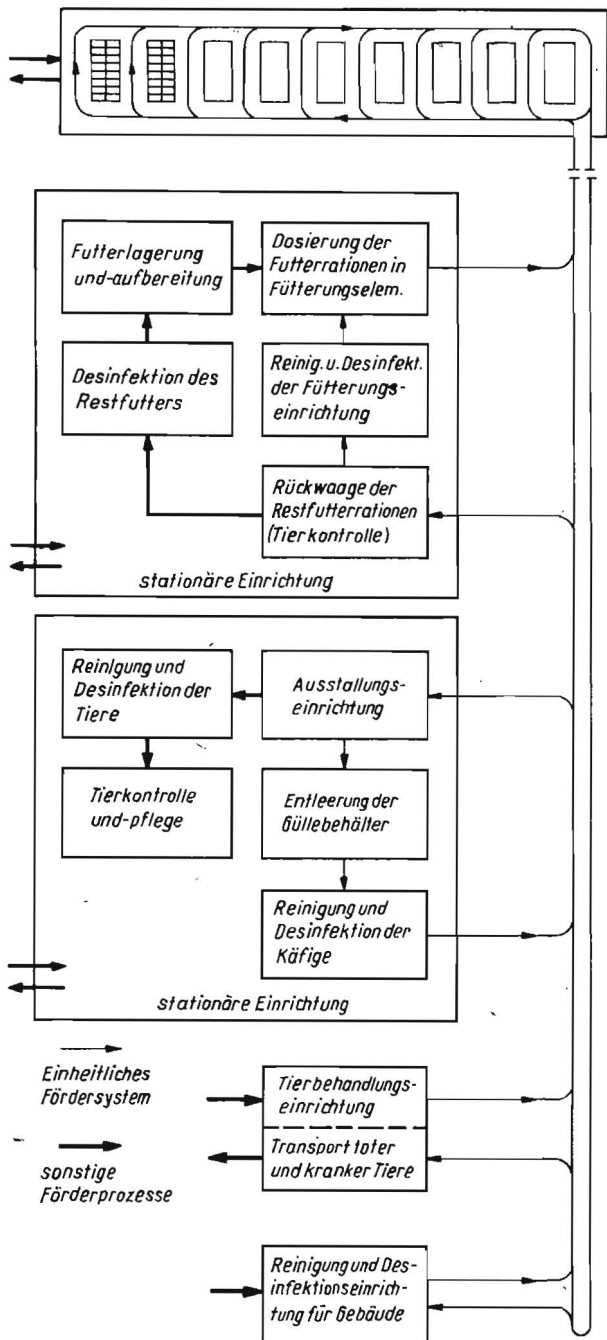 Futterlagerung
und-aufbereitung
Dosierung der
Futterrationen in
Fütterungselem.
Desinfektion des
Restfutters
Reinig. u. Desinfekt.
der Fütterungs-
einrichtung
Rückwaage der
Restfutterrationen
(Tierkontrolle)
stationäre Einrichtung
Reinigung und
Desinfektion der
Tiere
Ausstallungs-
einrichtung
Tierkontrolle
und-pflege
Entleerung der
Güllebehälter
Reinigung und
Desinfektion der
Käfige
stationäre Einrichtung
Einheitliches
Fördersystem
sonstige
Förderprozesse
Tierbehandlungs-
einrichtung
Transport toter
und kranker Tiere
Reinigung und Des-
infektionseinrich-
tung für Gebäude